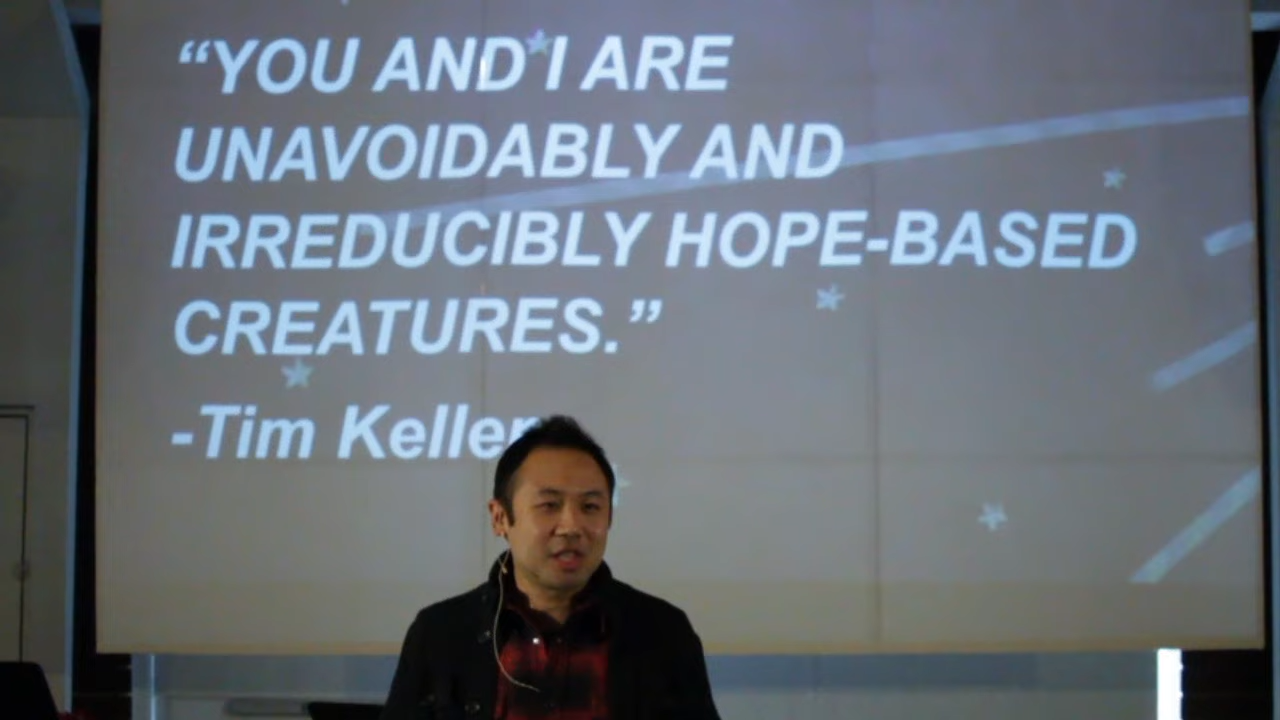 “YOU AND I ARE
UNAVOIDABLY AND
IRREDUCIBLY HOPE-BASED
CREATURES.”
-Tim Keller